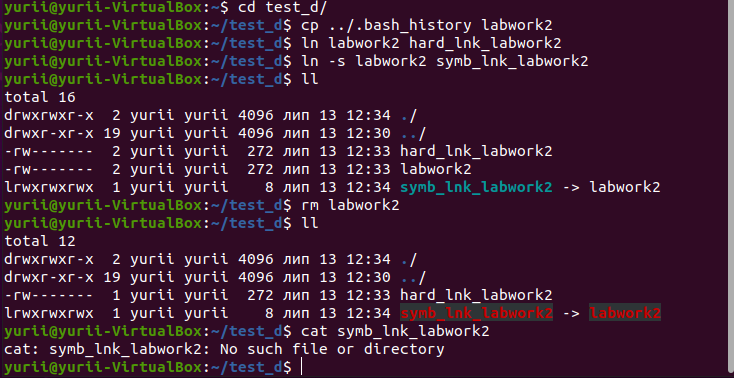 yurii@yurii-VirtualBox:~$ cd test_d/
yurii@yurii-VirtualBox:~/test_d$ cp ../.bash_history labwork2
yurii@yurii-VirtualBox:~/test_d$ ln labwork2 hard_lnk_labwork2
yurii@yurii-VirtualBox:~/test_d$ ln -s labwork2 symb_lnk_labwork2
yurii@yurii-VirtualBox:~/test_d$ ll
total 16
drwxrwxr-x  2 yurii yurii 4096 лип 13 12:34 ./
drwxr-xr-x 19 yurii yurii 4096 лип 13 12:30 ../
-rw-------  2 yurii yurii  272 лип 13 12:33 hard_lnk_labwork2
-rw-------  2 yurii yurii  272 лип 13 12:33 labwork2
lrwxrwxrwx  1 yurii yurii    8 лип 13 12:34 symb_lnk_labwork2 -> labwork2
yurii@yurii-VirtualBox:~/test_d$ rm labwork2
yurii@yurii-VirtualBox:~/test_d$ ll
total 12
drwxrwxr-x  2 yurii yurii 4096 лип 13 12:34 ./
drwxr-xr-x 19 yurii yurii 4096 лип 13 12:30 ../
-rw-------  1 yurii yurii  272 лип 13 12:33 hard_lnk_labwork2
lrwxrwxrwx  1 yurii yurii    8 лип 13 12:34 symb_lnk_labwork2 -> labwork2
yurii@yurii-VirtualBox:~/test_d$ cat symb_lnk_labwork2
cat: symb_lnk_labwork2: No such file or directory
yurii@yurii-VirtualBox:~/test_d$